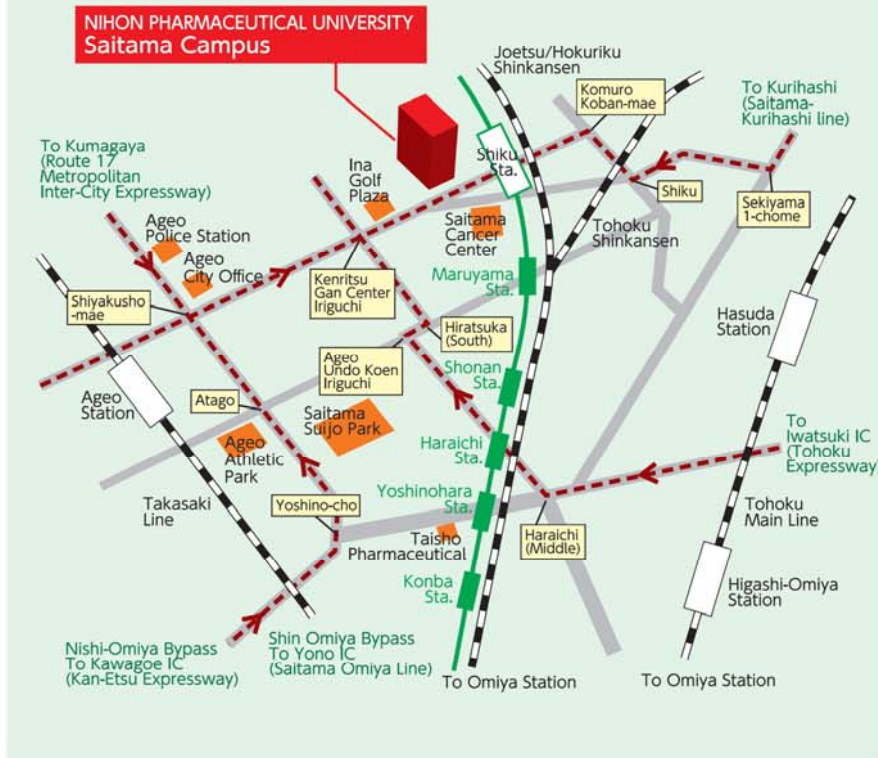 NIHON PHARMACEUTICAL UNIVERSITY
Saitama Campus
Joetsu/Hokuriku
Shinkansen
Komuro
Koban-mae
To Kurihashi
(Saitama-
Kurihashi line)
To Kumagaya
(Route 17
Metropolitan
Inter-City Expressway)
Ina
Golf
Plaza
Shiku
Sta.
Shiku
Sekiyama
1-chome
Ageo
Police Station
Ageo
City Office
Saitama
Cancer
Center
Tohoku
Shinkansen
Shiyakusho
-mae
Kenritsu
Gan Center
Iriguchi
Maruyama
Sta.
Hiratsuka
(South)
Hasuda
Station
Ageo
Undo Koen
Iriguchi
Shonan
Sta.
Ageo
Station
Atago
Saitama
Suijo Park
Ageo
Athletic
Park
Haraichi
Sta.
To
Iwatsuki IC
(Tohoku
Expressway)
Takasaki
Line
Yoshino-cho
Yoshinohara
Sta.
Taisho
Pharmaceutical
Haraichi
(Middle)
Tohoku
Main Line
Konba
Sta.
Higashi-Omiya
Station
Nishi-Omiya Bypass
To Kawagoe IC
(Kan-Etsu Expressway)
Shin Omiya Bypass
To Yono IC
(Saitama Omiya Line)
To Omiya Station
To Omiya Station